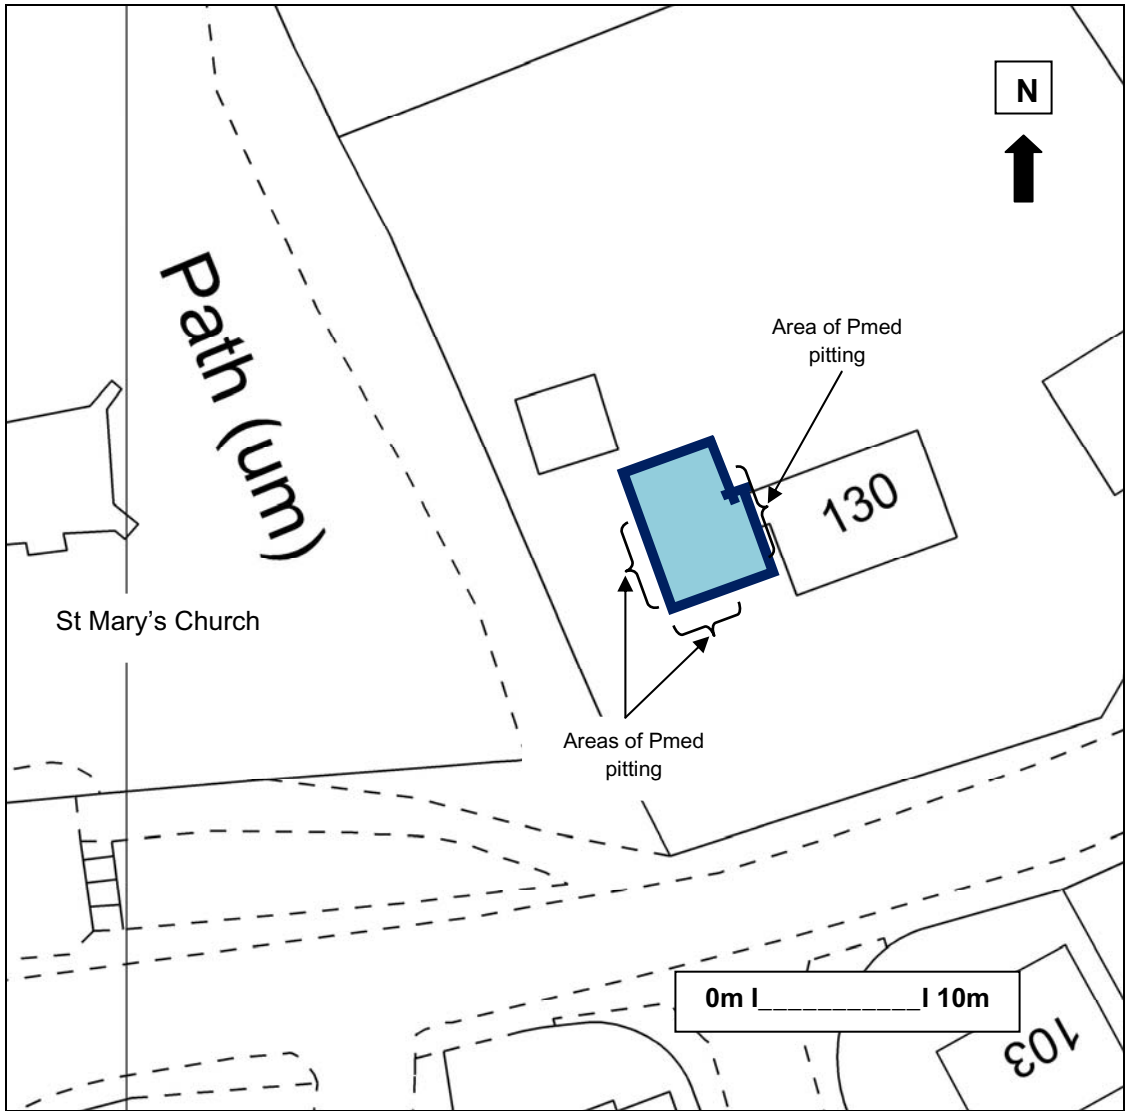 N
Path (um)
Area of Pmed
pitting
130
St Mary's Church
Areas of Pmed
pitting
0m I___________I 10m
103